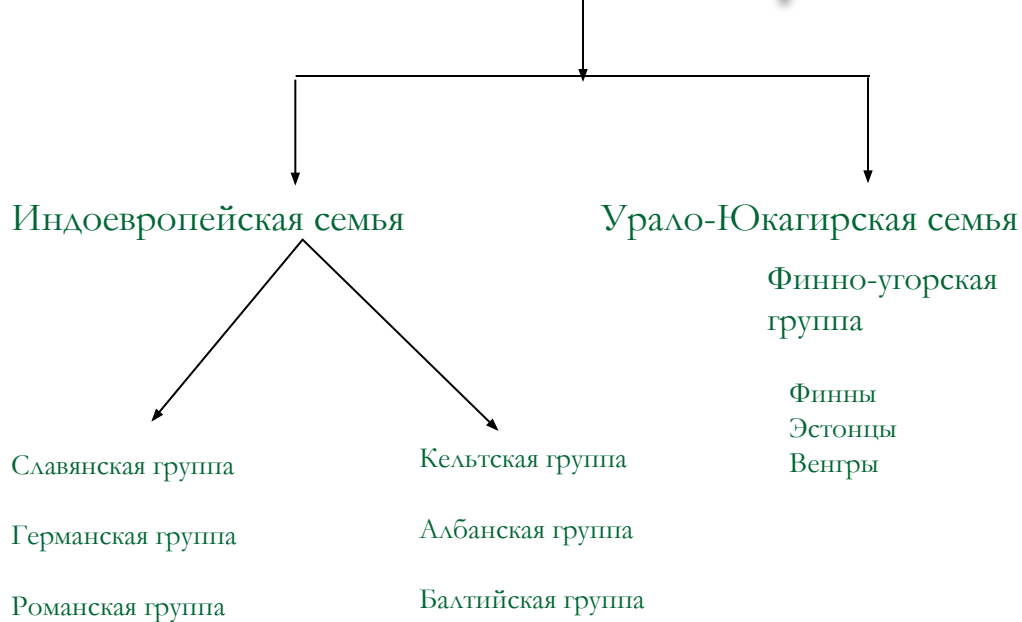 Индоевропейская семья
Урало-Юкагирская семья
Финно-угорская
группа
Финны
Эстонцы
Венгры
Славянская группа
Германская группа
Романская группа
Кельтская группа
Албанская группа
Балтийская группа